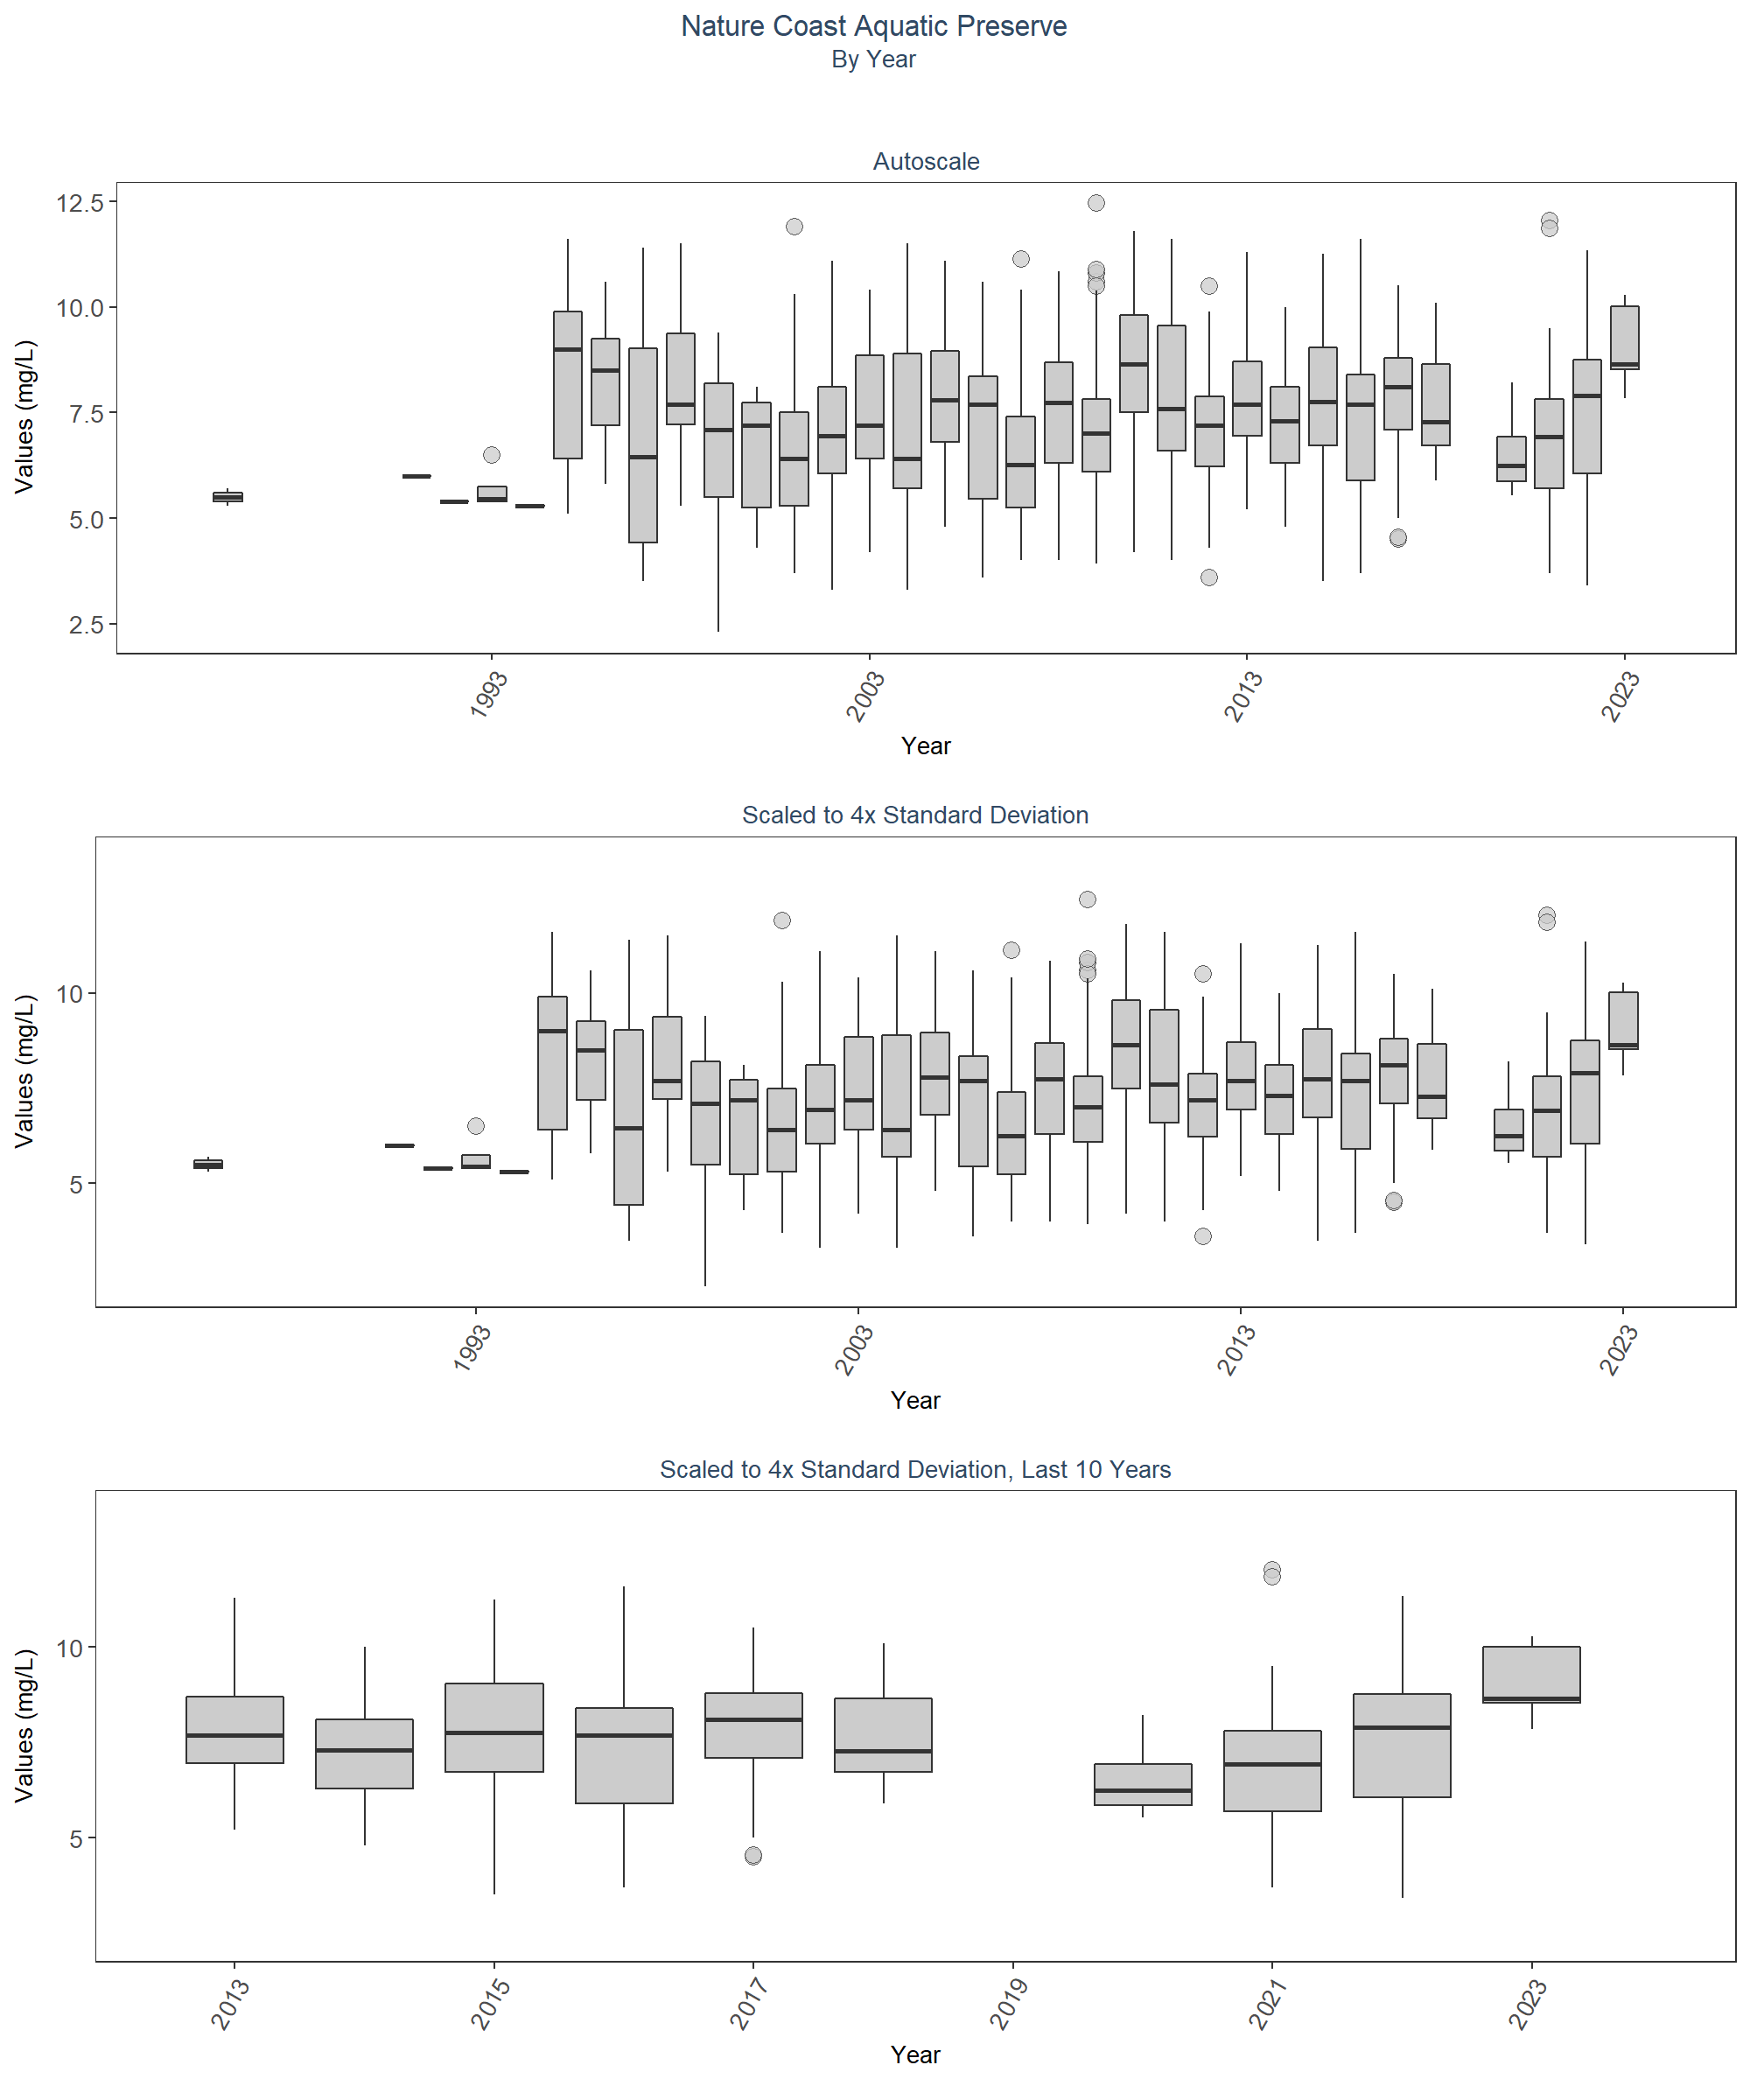 Nature Coast Aquatic Preserve
By Year
Autoscale
Values (mg/L)
12.5
10.0
7.5
5.0
2.5
1993
2003
2013
2023
Year
Scaled to 4x Standard Deviation
Values (mg/L)
10
5
1993
2003
2013
2023
Year
Scaled to 4x Standard Deviation, Last 10 Years
Values (mg/L)
10
5
2013
2015
2017
2019
2021
2023
Year